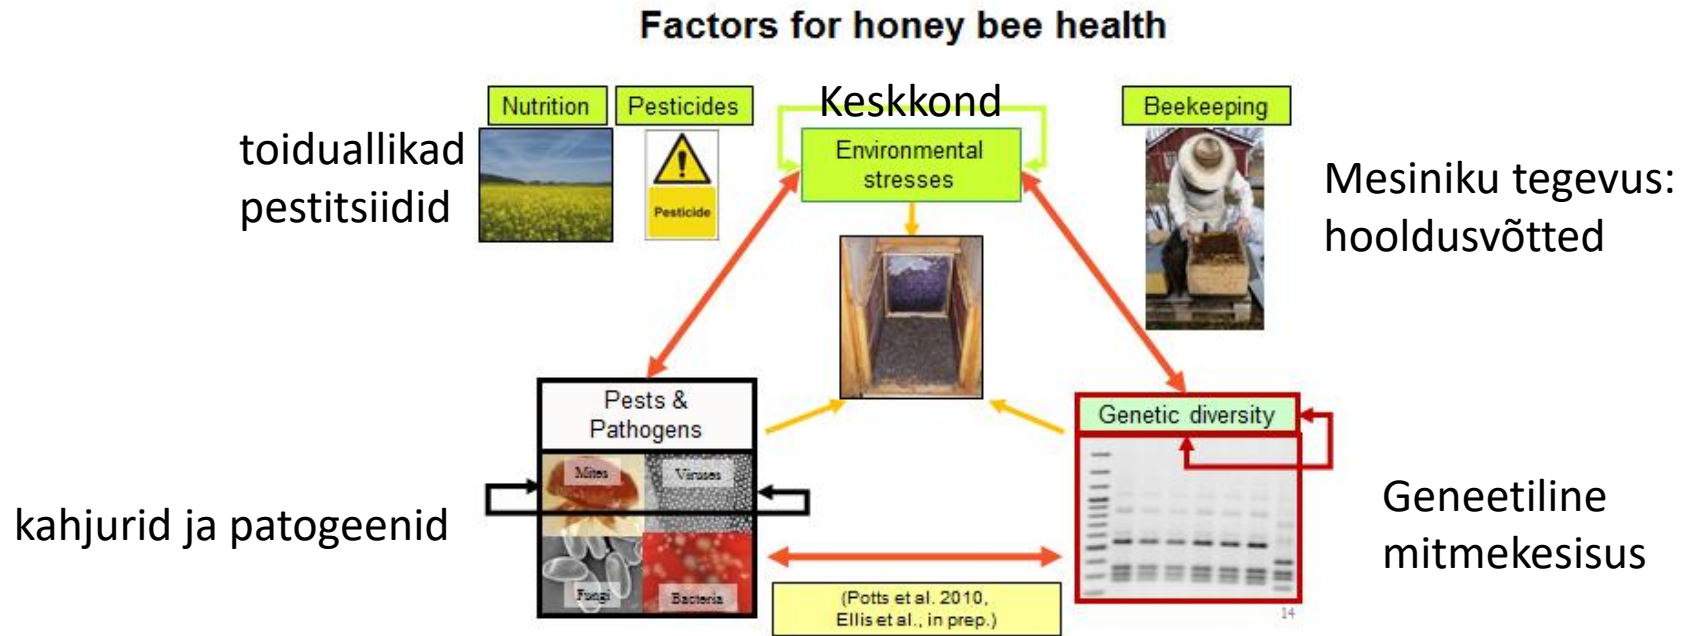 Factors for honey bee health
Nutrition
Pesticides
Keskkond
Beekeeping
toiduallikad
pestitsiidid
Pesticide
Environmental
stresses
Mesiniku tegevus:
hooldusvõtted
Pests &
Pathogens
Mites
Viruses
Fungi
Bacteria
kahjurid ja patogeenid
Genetic diversity
Geneetiline
mitmekesisus
(Potts et al. 2010,
Ellis et al., in prep.)
14